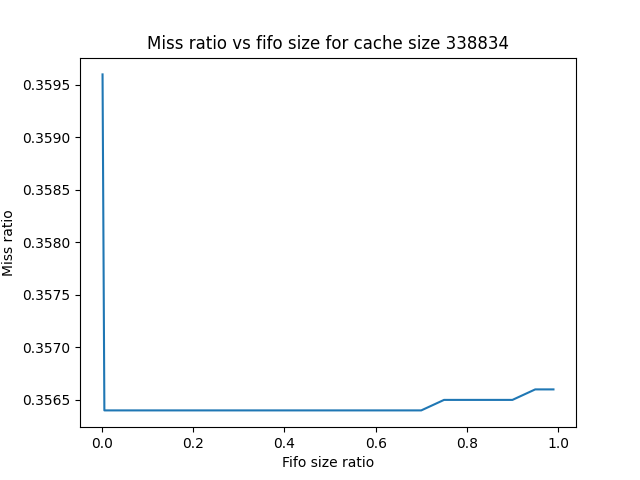 Miss ratio vs fifo size for cache size 338834
0.3595
0.3590
0.3585
0.3580
0.3575
0.3570
0.3565
Miss ratio
0.0 0.2 0.4 0.6 0.8 1.0
Fifo size ratio